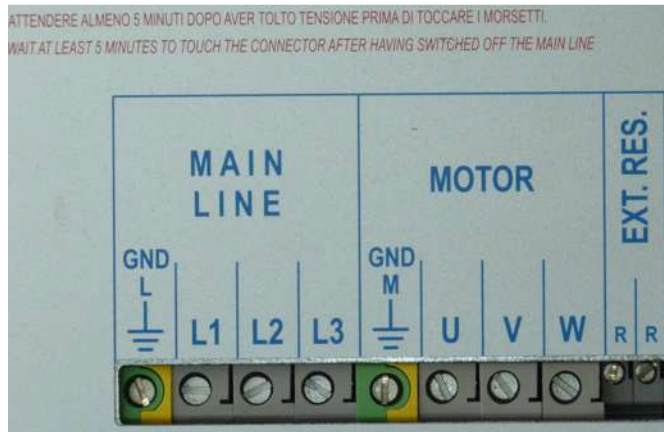 ATTENDERE ALMENO 5 MINUTI DOPO AVER TOLTO TENSIONE PRIMA DI TOCCARE I MORSETTI.
WAIT AT LEAST 5 MINUTES TO TOUCH THE CONNECTOR AFTER HAVING SWITCHED OFF THE MAIN LINE
MAIN
LINE
MOTOR
EXT. RES.
GND
L
L1 L2 L3
GND
M
U V W
R R